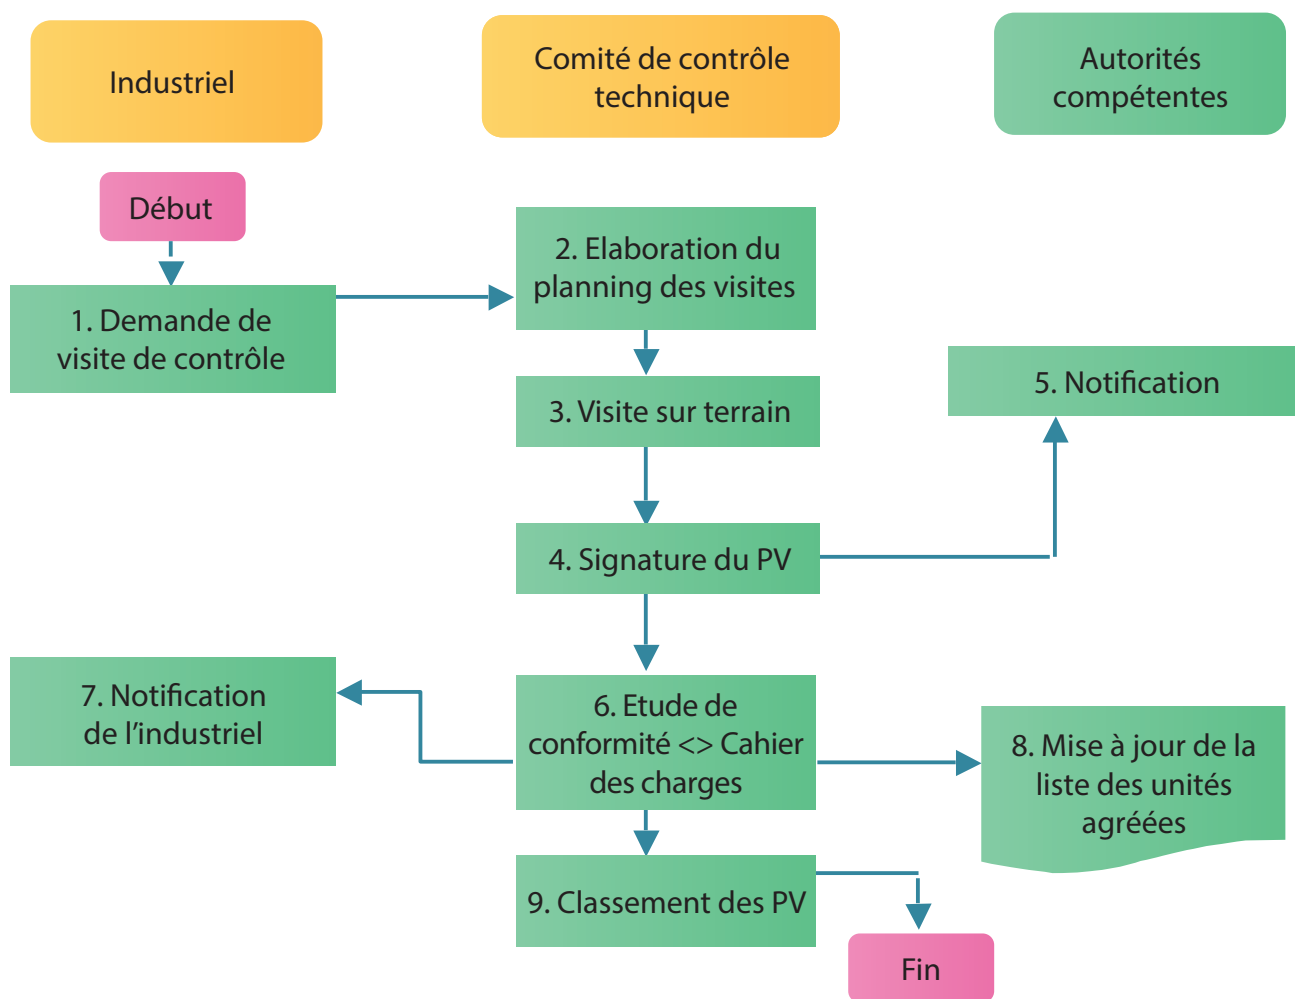 Industriel
Comité de contrôle
technique
Autorités
compétentes
Début
1. Demande de
visite de contrôle
2. Elaboration du
planning des visites
3. Visite sur terrain
4. Signature du PV
5. Notification
6. Etude de
conformité <> Cahier
des charges
7. Notification
de l'industriel
8. Mise à jour de la
liste des unités
agréées
9. Classement des PV
Fin